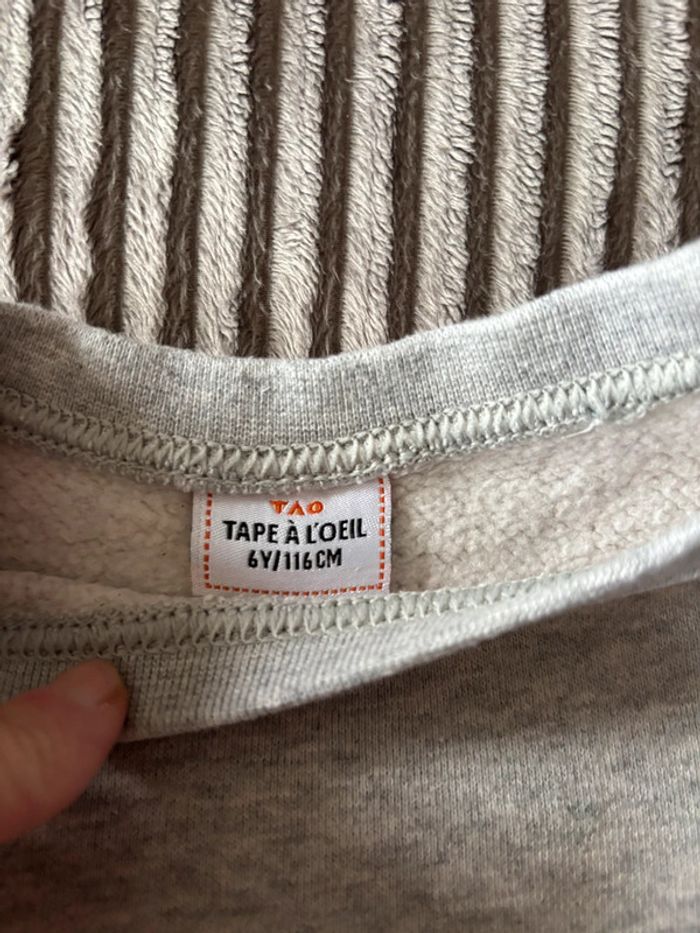 TAO
TAPE À L'OEIL
6Y/116CM